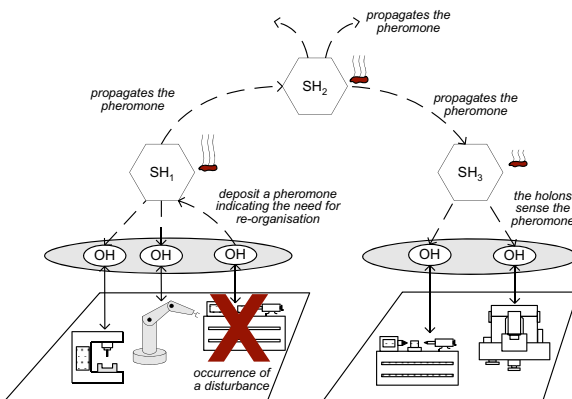 propagates the
pheromone
SH2
propagates the
pheromone
propagates the
pheromone
SH1
SH3
deposit a pheromone
indicating the need for
re-organisation
the holons
sense the
pheromone
OH
OH
OH
OH
OH
occurrence of
a disturbance